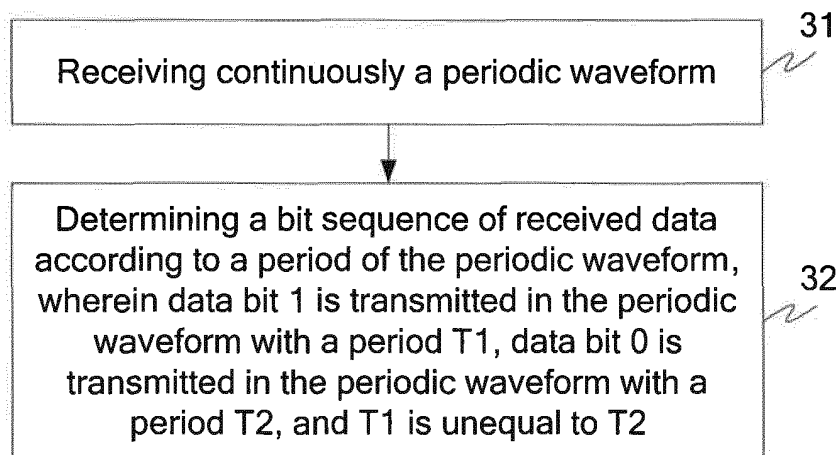 31
Receiving continuously a periodic waveform
Determining a bit sequence of received data
according to a period of the periodic waveform,
wherein data bit 1 is transmitted in the periodic
waveform with a period T1, data bit 0 is
transmitted in the periodic waveform with a
period T2, and T1 is unequal to T2
32